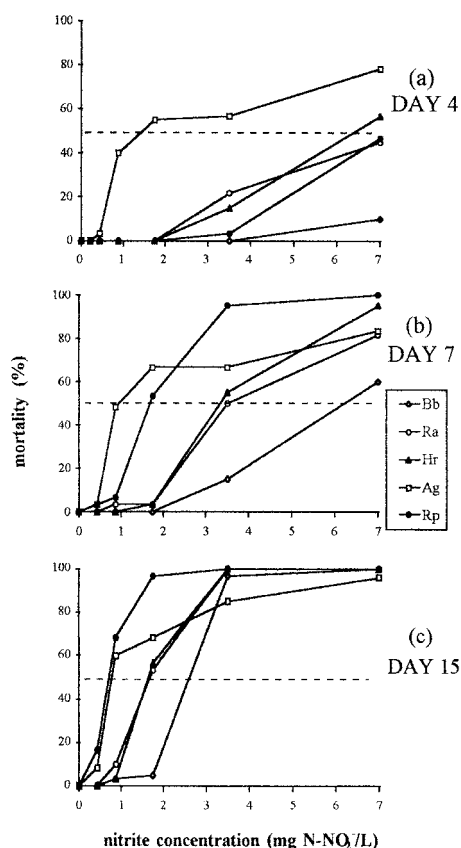 100
80
60
40
20
0
0 1 2 3 4 5 6 7
(a)
DAY 4
100
80
60
40
20
0
0 1 2 3 4 5 6 7
(b)
DAY 7
mortality (%)
Bb
Ra
Hr
Ag
Rp
100
80
60
40
20
0
0 1 2 3 4 5 6 7
(c)
DAY 15
nitrite concentration (mg N-NO₂⁻/L)